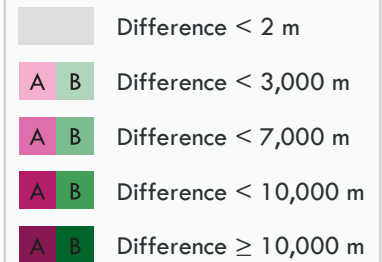 Difference < 2 m
A B Difference < 3,000 m
A B Difference < 7,000 m
A B Difference < 10,000 m
A B Difference ≥ 10,000 m